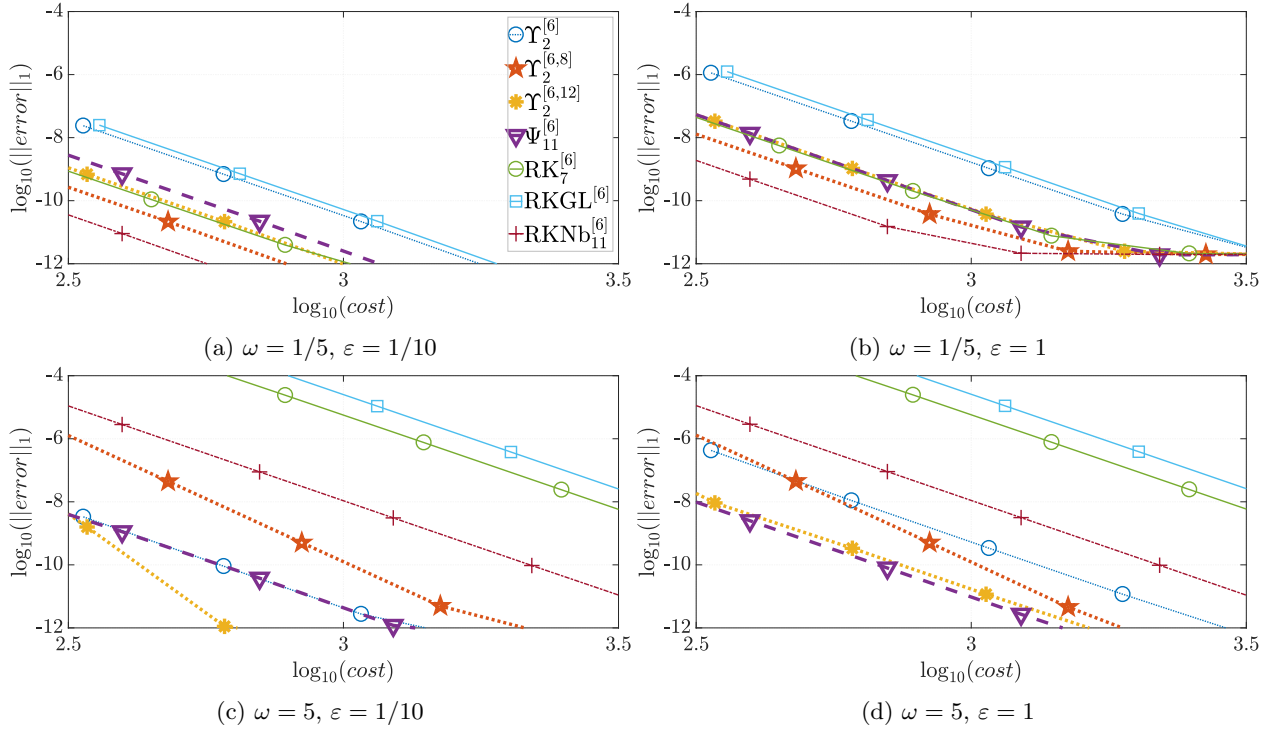 -4
-6
-8
-10
-12
2.5
3
3.5
log₁₀(||error||₁)
log₁₀(cost)
ϒ₂^[6]
ϒ₂^[6,8]
ϒ₂^[6,12]
Ψ₁₁^[6]
RK₇^[6]
RKGL^[6]
RKNb₁₁^[6]
(a) ω = 1/5, ε = 1/10
-4
-6
-8
-10
-12
2.5
3
3.5
log₁₀(||error||₁)
log₁₀(cost)
(b) ω = 1/5, ε = 1
-4
-6
-8
-10
-12
2.5
3
3.5
log₁₀(||error||₁)
log₁₀(cost)
(c) ω = 5, ε = 1/10
-4
-6
-8
-10
-12
2.5
3
3.5
log₁₀(||error||₁)
log₁₀(cost)
(d) ω = 5, ε = 1